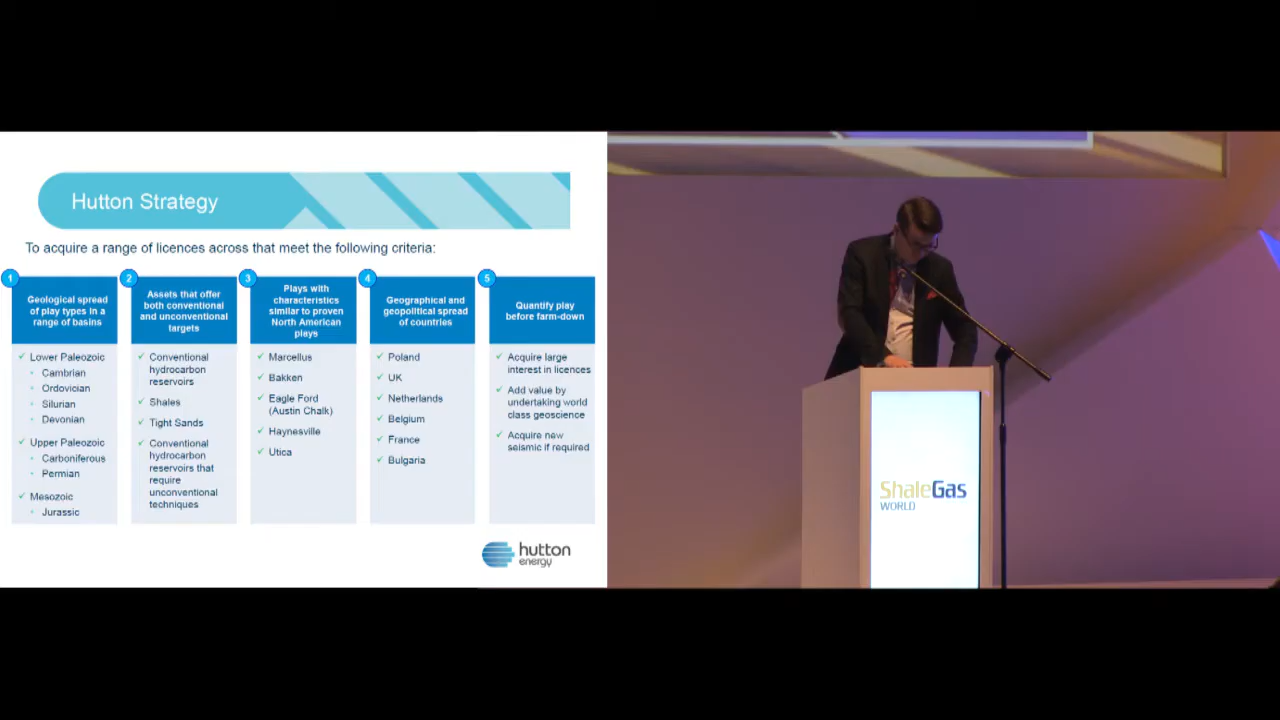 Hutton Strategy
To acquire a range of licences across that meet the following criteria:
1
Geological spread
of play types in a
range of basins
Lower Paleozoic
Cambrian
Ordovician
Silurian
Devonian
Upper Paleozoic
Carboniferous
Permian
Mesozoic
Jurassic
2
Assets that offer
both conventional
and unconventional
targets
Conventional
hydrocarbon
reservoirs
Shales
Tight Sands
Conventional
hydrocarbon
reservoirs that
require
unconventional
techniques
3
Plays with
characteristics
similar to proven
North American
plays
Marcellus
Bakken
Eagle Ford
(Austin Chalk)
Haynesville
Utica
4
Geographical and
geopolitical spread
of countries
Poland
UK
Netherlands
Belgium
France
Bulgaria
5
Quantify play
before farm-down
Acquire large
interest in licences
Add value by
undertaking world
class geoscience
Acquire new
seismic if required
hutton
energy
ShaleGas
WORLD